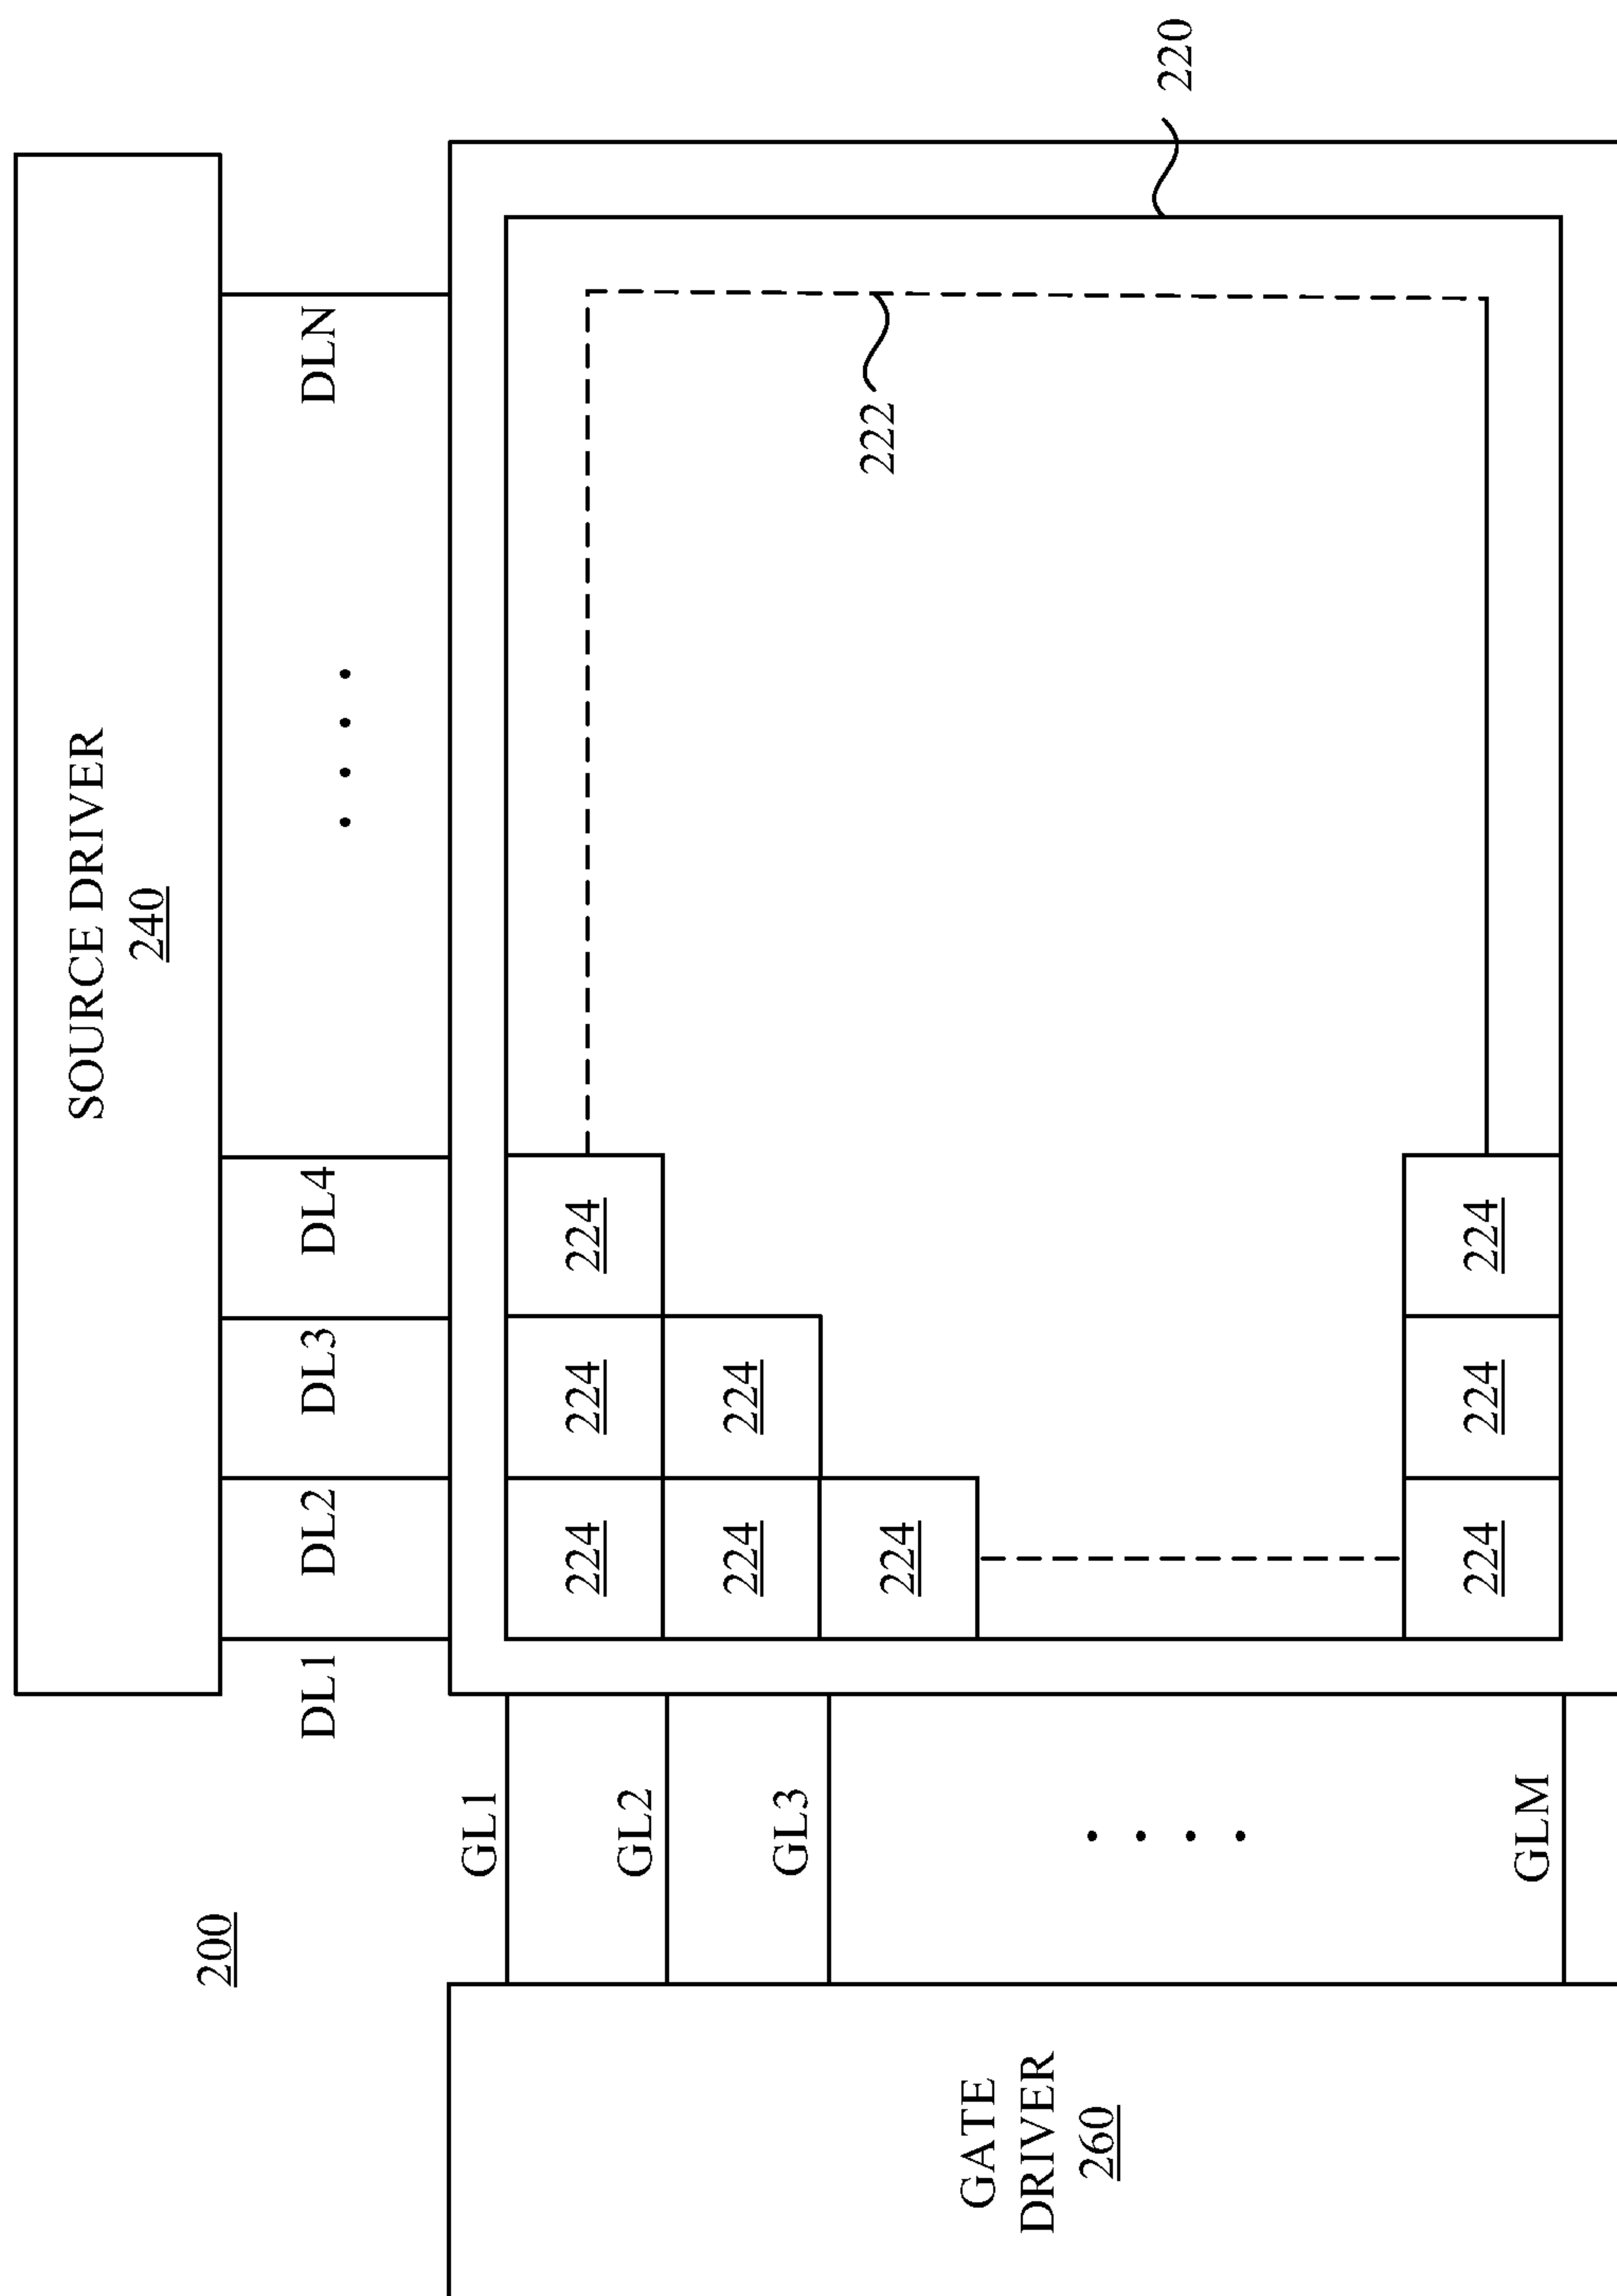 SOURCE DRIVER
240
200
DL1 DL2 DL3 DL4 DLN
GL1
224 224 224
GL2
224 224
GL3
222
224
GATE
DRIVER
260
220
224 224 224
GLM